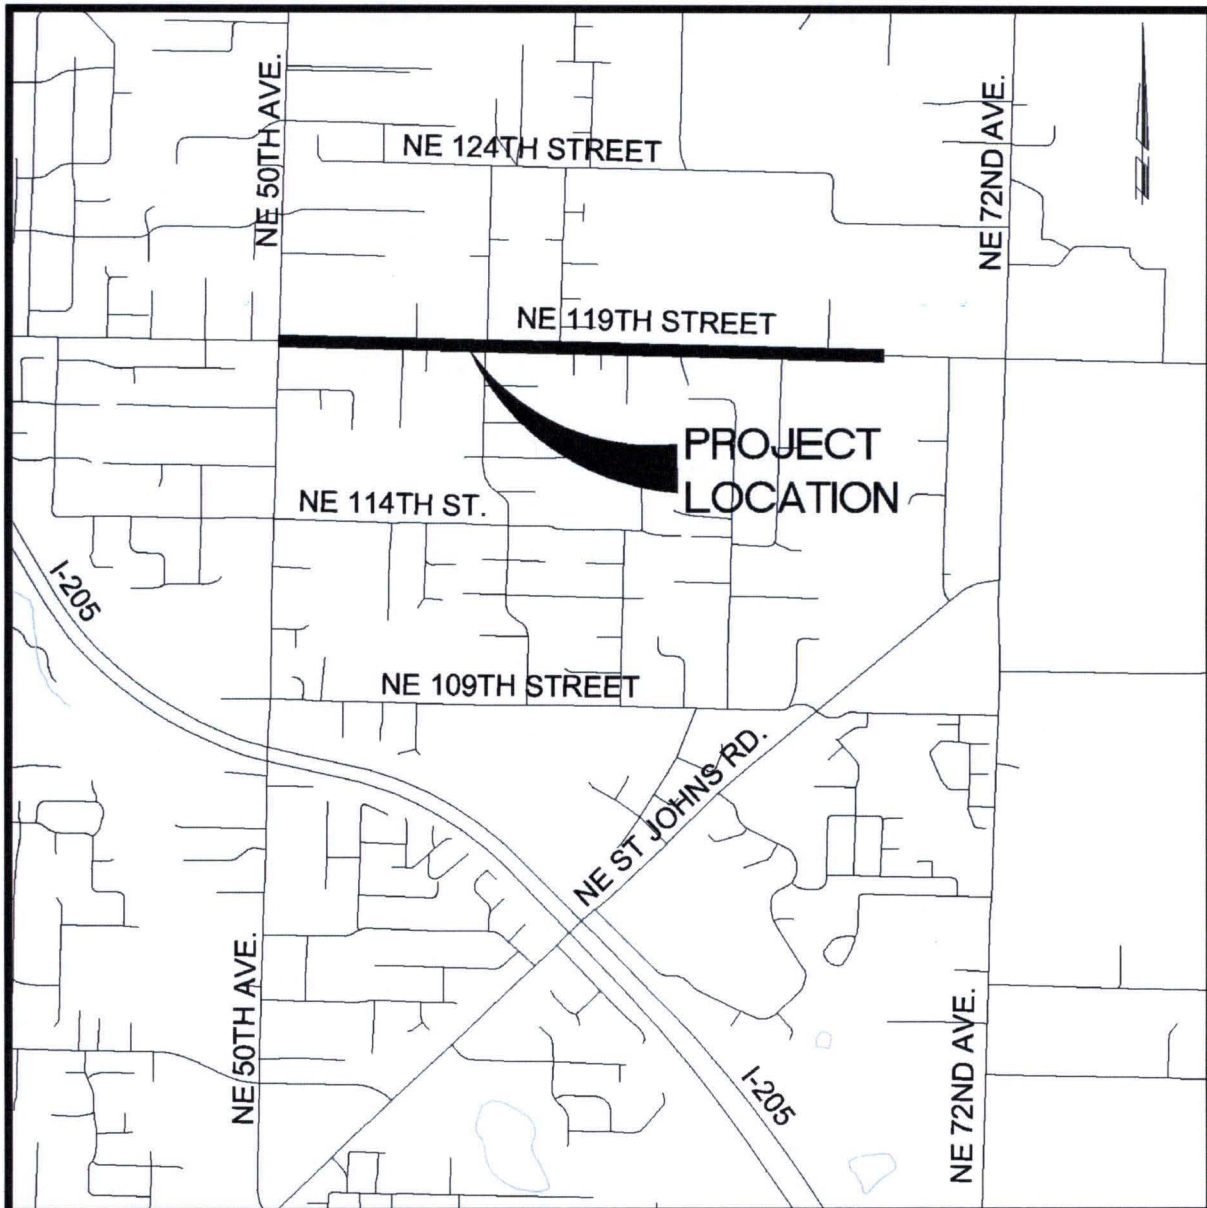 NE 50TH AVE.
NE 72ND AVE.
NE 124TH STREET
N
NE 119TH STREET
PROJECT
LOCATION
NE 114TH ST.
I-205
NE 109TH STREET
NE ST JOHNS RD.
NE 50TH AVE.
NE 72ND AVE.
I-205